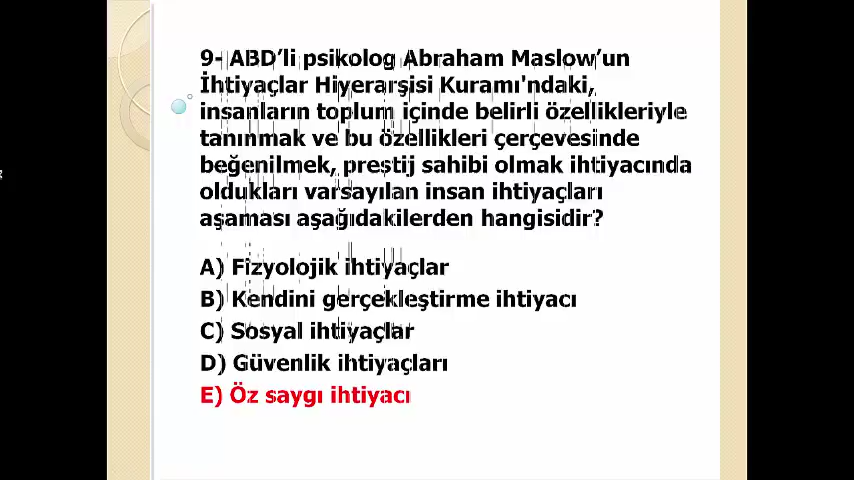 9- ABD’li psikolog Abraham Maslow’un
İhtiyaçlar Hiyerarşisi Kuramı'ndaki,
insanların toplum içinde belirli özellikleriyle
tanınmak ve bu özellikleri çerçevesinde
beğenilmek, prestij sahibi olmak ihtiyacında
oldukları varsayılan insan ihtiyaçları
aşaması aşağıdakilerden hangisidir?
A) Fizyolojik ihtiyaçlar
B) Kendini gerçekleştirme ihtiyacı
C) Sosyal ihtiyaçlar
D) Güvenlik ihtiyaçları
E) Öz saygı ihtiyacı